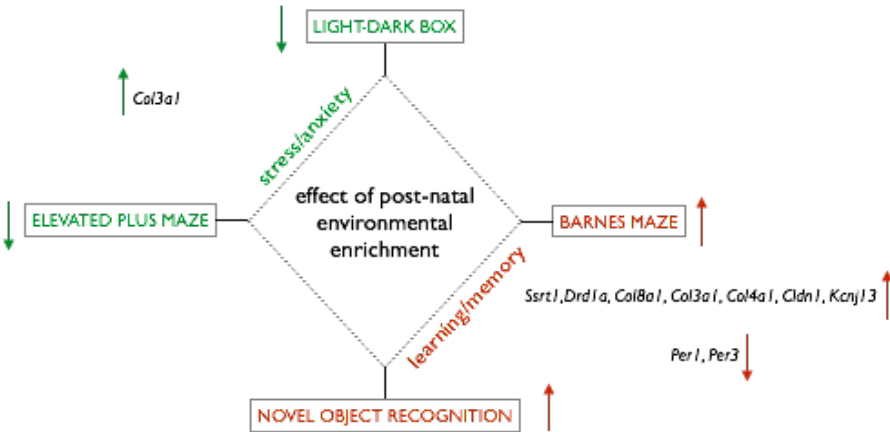 LIGHT-DARK BOX
Col3a1
stress/anxiety
effect of post-natal
environmental
enrichment
ELEVATED PLUS MAZE
BARNES MAZE
learning/memory
Ssrt1,Drd1a, Col8a1, Col3a1, Col4a1, Cldn1, Kcnj13
Per1, Per3
NOVEL OBJECT RECOGNITION